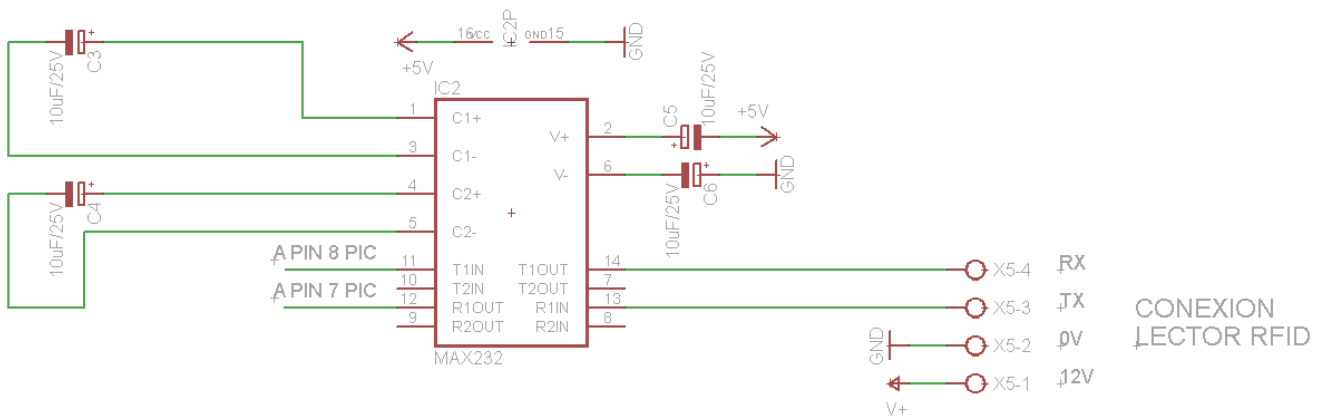 C3
10uF/25V
+5V
16 VCC
IC2P
GND 15
GND
IC2
1
C1+
3
C1-
4
C2+
5
C2-
C4
10uF/25V
V+
2
C5
10uF/25V
+5V
V-
6
10uF/25V
C6
GND
A PIN 8 PIC
11
T1IN
T1OUT
14
10
T2IN
T2OUT
7
A PIN 7 PIC
12
R1OUT
R1IN
13
9
R2OUT
R2IN
8
MAX232
X5-4
RX
X5-3
TX
GND
X5-2
0V
V+
X5-1
12V
CONEXION
LECTOR RFID